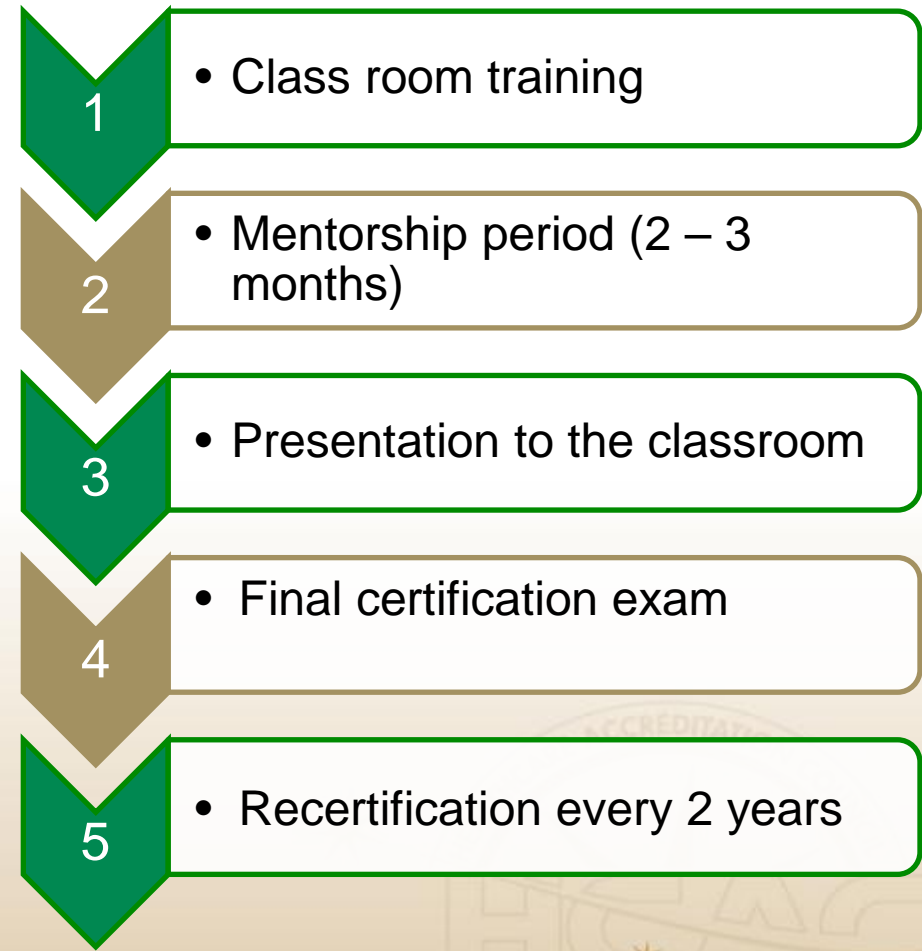 1
• Class room training
2
• Mentorship period (2 – 3
months)
3
• Presentation to the classroom
4
• Final certification exam
5
• Recertification every 2 years